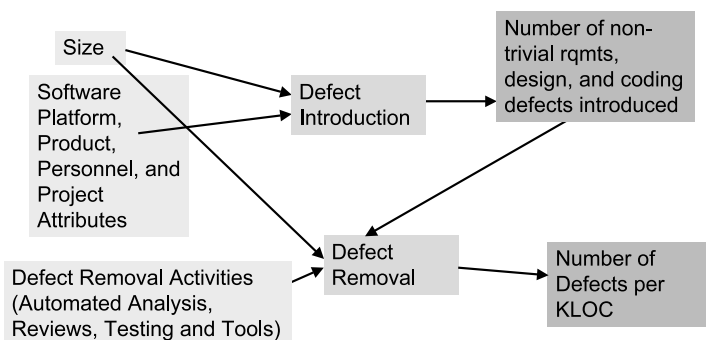 Size
Software
Platform,
Product,
Personnel, and
Project
Attributes
Defect
Introduction
Number of non-
trivial rqmts,
design, and coding
defects introduced
Defect Removal Activities
(Automated Analysis,
Reviews, Testing and Tools)
Defect
Removal
Number of
Defects per
KLOC